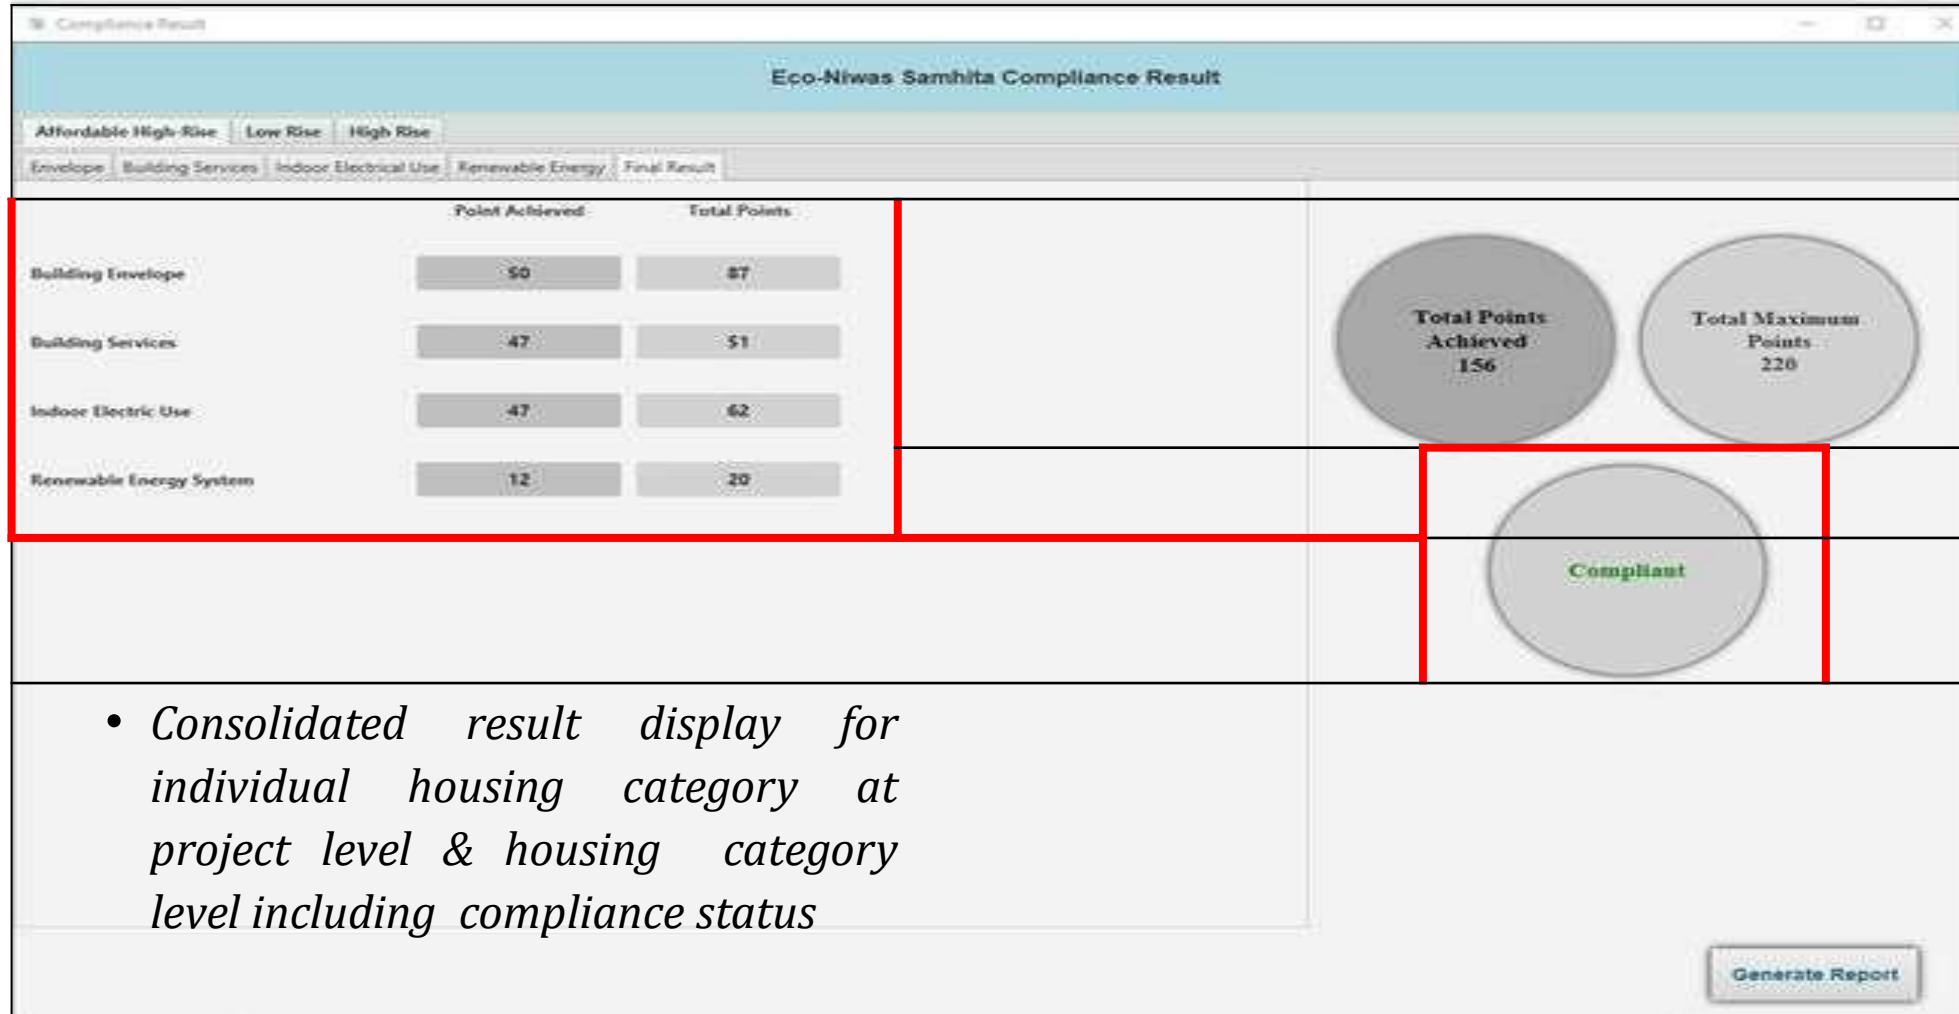 Compliance Result
Eco-Niwas Samhita Compliance Result
Affordable High-Rise Low Rise High Rise
Envelope Building Services Indoor Electrical Use Renewable Energy Final Result
Point Achieved Total Points
Building Envelope 50 87
Building Services 47 51
Indoor Electric Use 47 62
Renewable Energy System 12 20
Total Points
Achieved
156
Total Maximum
Points
220
Compliant
• Consolidated result display for
individual housing category at
project level & housing category
level including compliance status
Generate Report